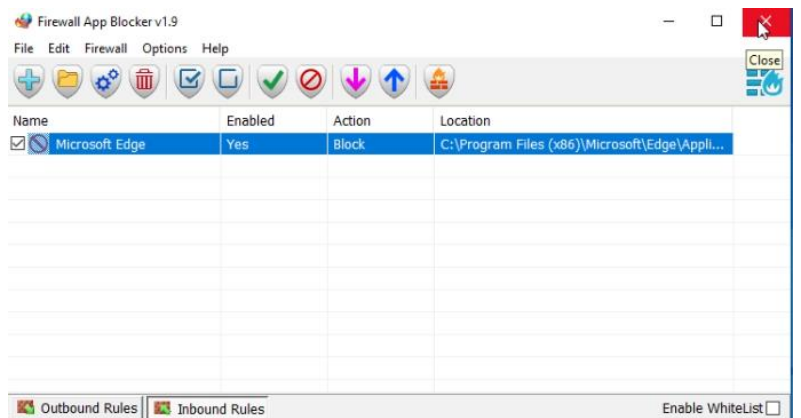 Firewall App Blocker v1.9
File Edit Firewall Options Help
Close
Name Enabled Action Location
Microsoft Edge Yes Block C:\Program Files (x86)\Microsoft\Edge\Appli...
Outbound Rules Inbound Rules Enable WhiteList